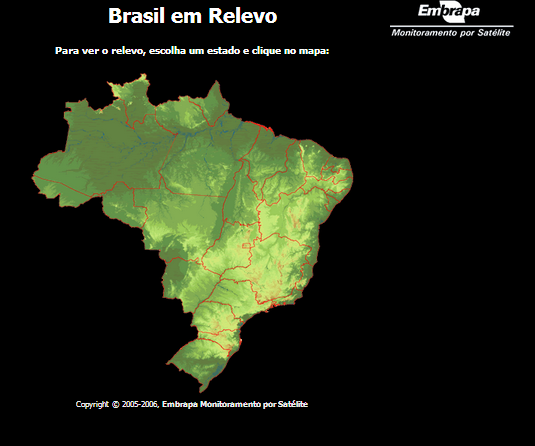 Brasil em Relevo
Embrapa
Monitoramento por Satélite
Para ver o relevo, escolha um estado e clique no mapa:
Copyright © 2005-2006, Embrapa Monitoramento por Satélite